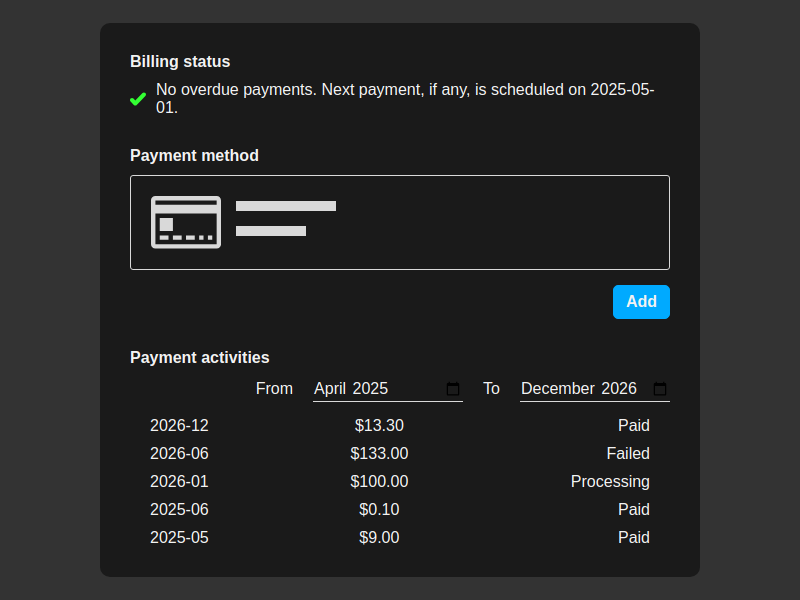 Billing status
No overdue payments. Next payment, if any, is scheduled on 2025-05-
01.
Payment method
Add
Payment activities
From April 2025 To December 2026
2026-12 $13.30 Paid
2026-06 $133.00 Failed
2026-01 $100.00 Processing
2025-06 $0.10 Paid
2025-05 $9.00 Paid